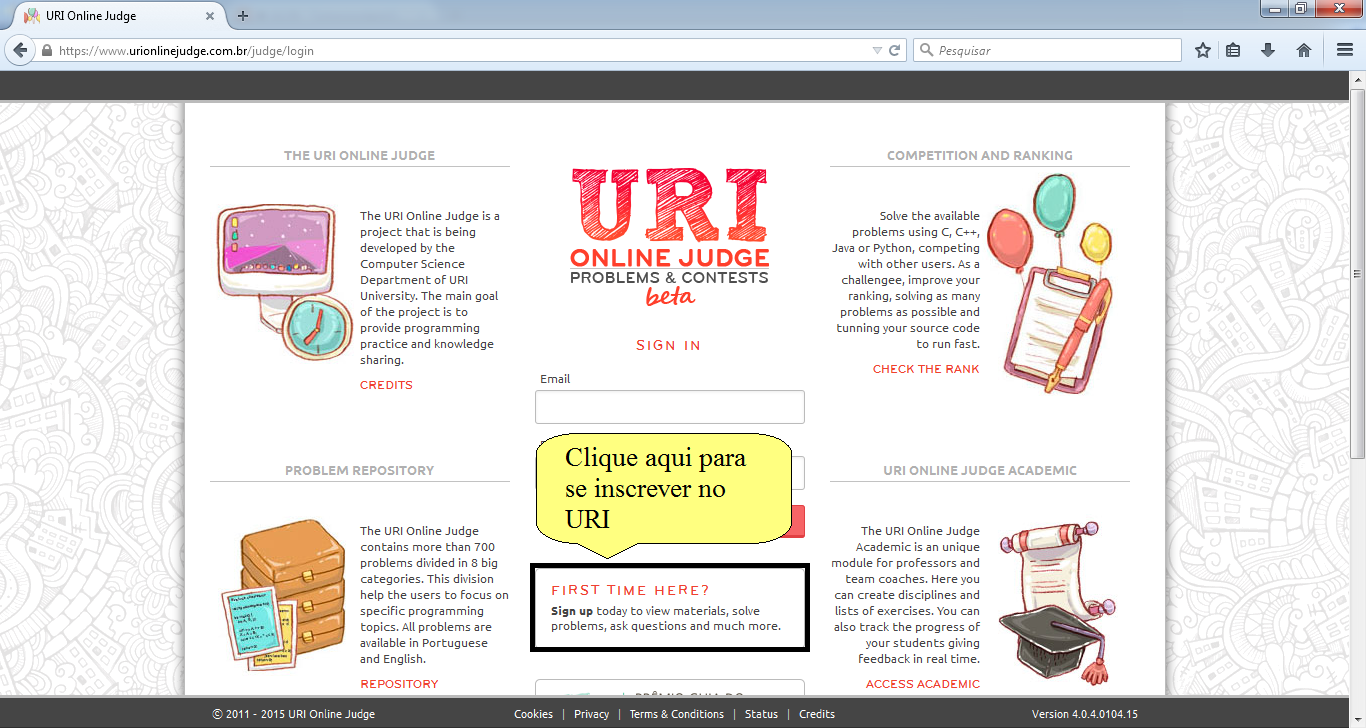 URI Online Judge
https://www.urionlinejudge.com.br/judge/login
Pesquisar
THE URI ONLINE JUDGE
The URI Online Judge is a
project that is being
developed by the
Computer Science
Department of URI
University. The main goal
of the project is to
provide programming
practice and knowledge
sharing.
CREDITS
URI
ONLINE JUDGE
PROBLEMS & CONTESTS
beta
SIGN IN
Email
COMPETITION AND RANKING
Solve the available
problems using C, C++,
Java or Python, competing
with other users. As a
challengee, improve your
ranking, solving as many
problems as possible and
tunning your source code
to run fast.
CHECK THE RANK
PROBLEM REPOSITORY
The URI Online Judge
contains more than 700
problems divided in 8 big
categories. This division
help the users to focus on
specific programming
topics. All problems are
available in Portuguese
and English.
REPOSITORY
Clique aqui para
se inscrever no
URI
FIRST TIME HERE?
Sign up today to view materials, solve
problems, ask questions and much more.
URI ONLINE JUDGE ACADEMIC
The URI Online Judge
Academic is an unique
module for professors and
team coaches. Here you
can create disciplines and
lists of exercises. You can
also track the progress of
your students giving
feedback in real time.
ACCESS ACADEMIC
© 2011 - 2015 URI Online Judge
Cookies | Privacy | Terms & Conditions | Status | Credits
Version 4.0.4.0104.15